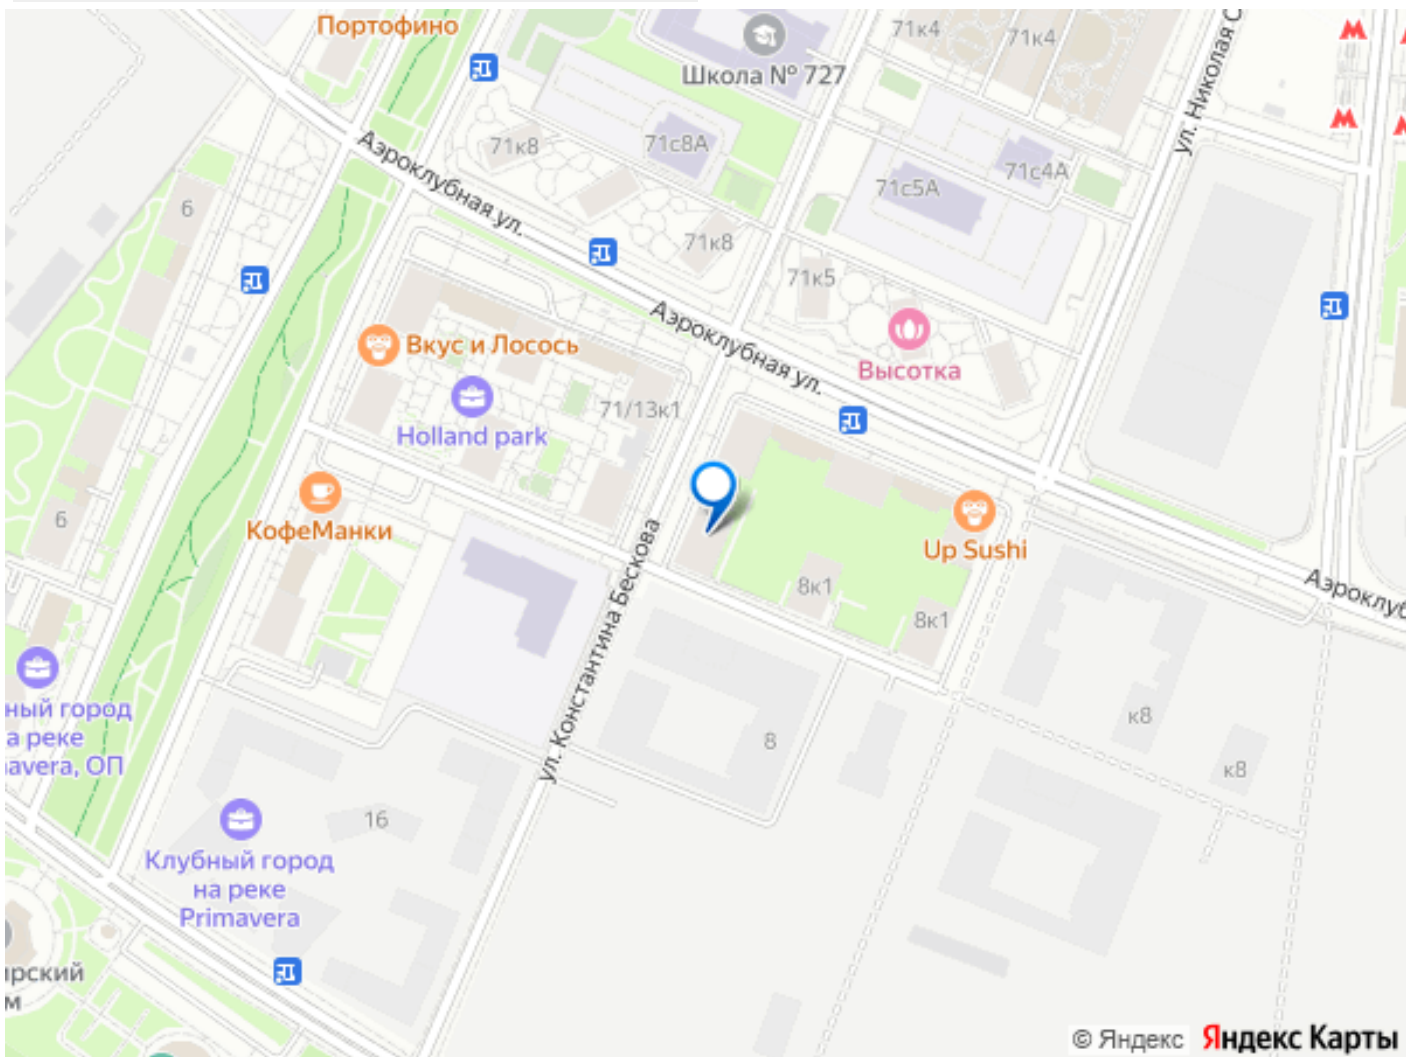 Портофино
Школа № 727
71к4
71к4
ул. Николая С
71к8
71с8А
71с5А
71с4А
Аэроклубная ул.
6
71к8
71к5
Аэроклубная ул.
Высотка
Вкус и Лосось
Holland park
71/13к1
КофеМанки
6
Up Sushi
8к1
8к1
Аэроклуб
ул. Константина Бескова
ный город
а реке
avera, ОП
8
к8
к8
16
Клубный город
на реке
Primavera
ирский
м
© Яндекс Яндекс Карты